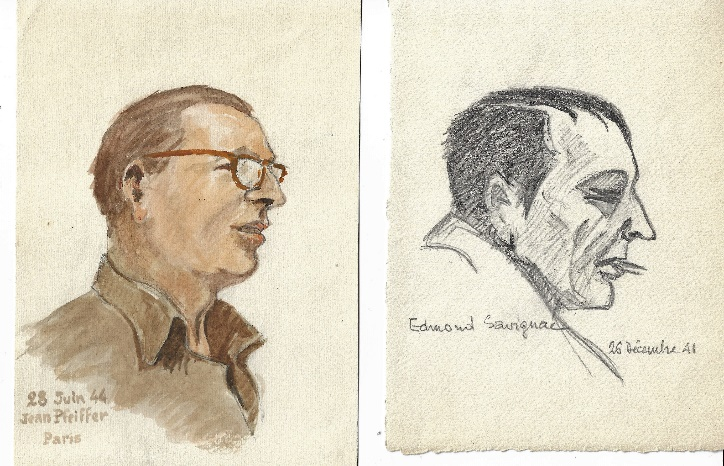 28 Juin 44
Jean Pfeiffer
Paris
Edmond Savignac
26 Décembre 41